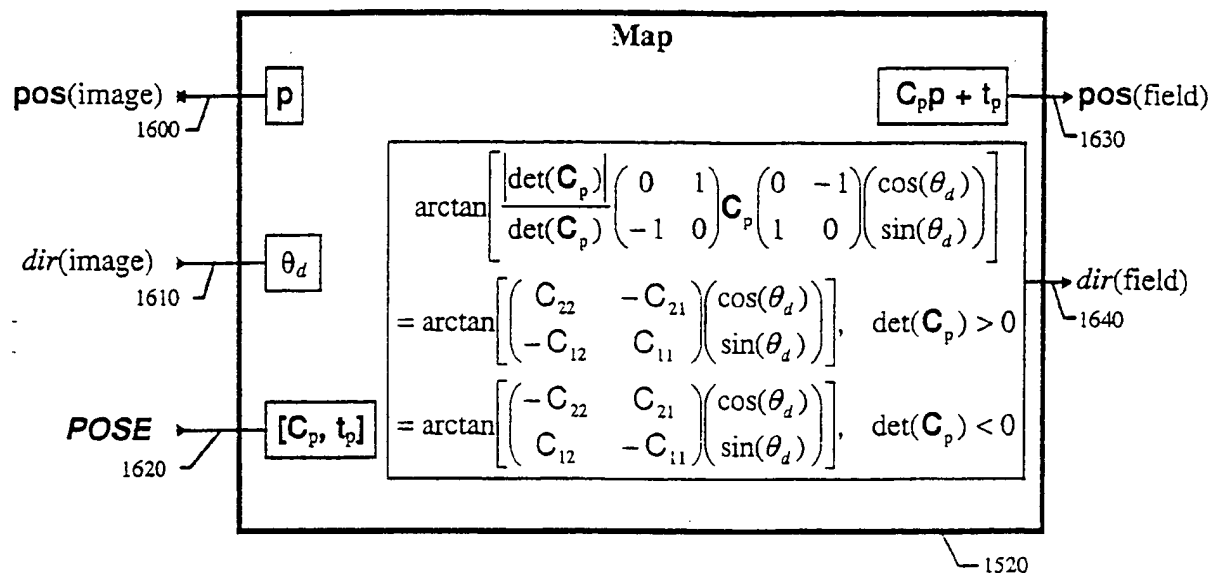 Map
pos(image) p
1600
C_p p + t_p pos(field)
1630
arctan[ |det(C_p)| / det(C_p) ( 0 1 ; -1 0 ) C_p ( 0 -1 ; 1 0 ) ( cos(θ_d) ; sin(θ_d) ) ]
dir(image) θ_d
1610
dir(field)
1640
= arctan[ ( C_22 -C_21 ; -C_12 C_11 ) ( cos(θ_d) ; sin(θ_d) ) ], det(C_p) > 0
POSE [C_p, t_p]
1620
= arctan[ ( -C_22 C_21 ; C_12 -C_11 ) ( cos(θ_d) ; sin(θ_d) ) ], det(C_p) < 0
1520